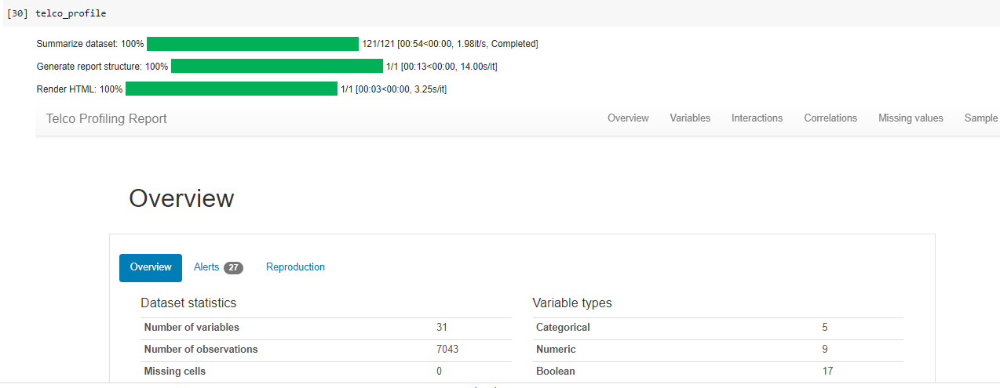 [30] telco_profile
Summarize dataset: 100% 121/121 [00:54<00:00, 1.98it/s, Completed]
Generate report structure: 100% 1/1 [00:13<00:00, 14.00s/it]
Render HTML: 100% 1/1 [00:03<00:00, 3.25s/it]
Telco Profiling Report Overview Variables Interactions Correlations Missing values Sample
Overview
Overview Alerts 27 Reproduction
Dataset statistics Variable types
Number of variables 31 Categorical 5
Number of observations 7043 Numeric 9
Missing cells 0 Boolean 17